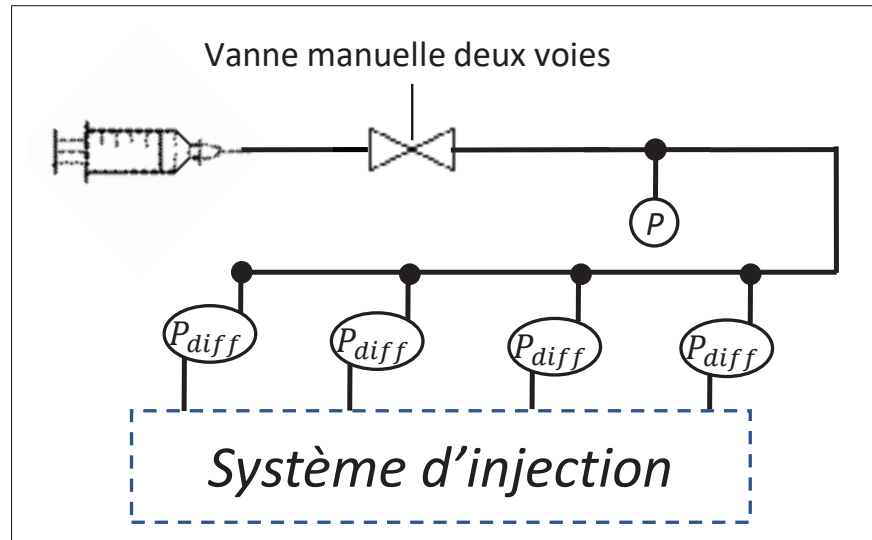 Vanne manuelle deux voies
P
P_diff P_diff P_diff P_diff
Système d’injection